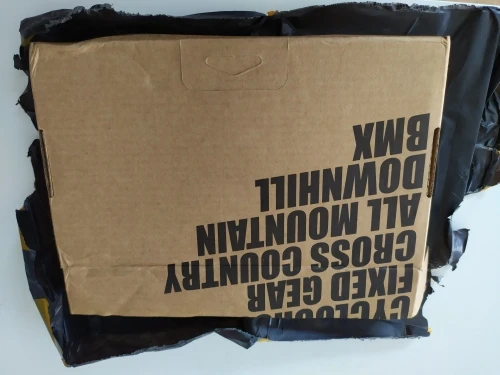 FIXED GEAR
CROSS COUNTRY
ALL MOUNTAIN
DOWNHILL
BMX